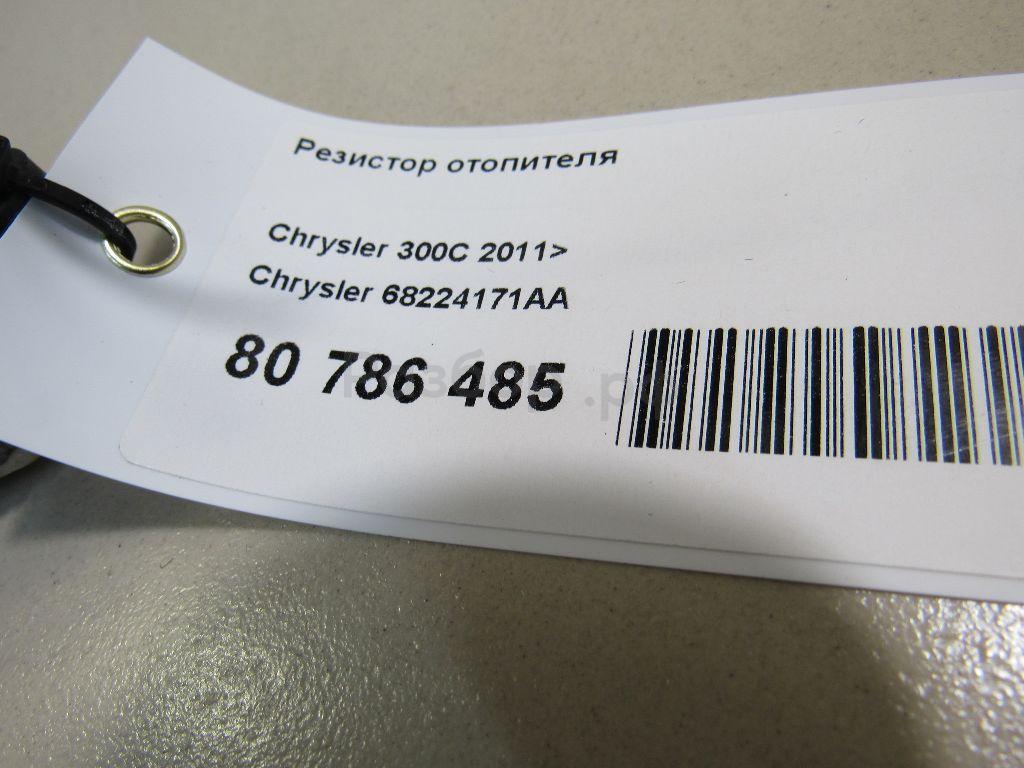 Резистор отопителя
Chrysler 300C 2011>
Chrysler 68224171AA
80 786 485